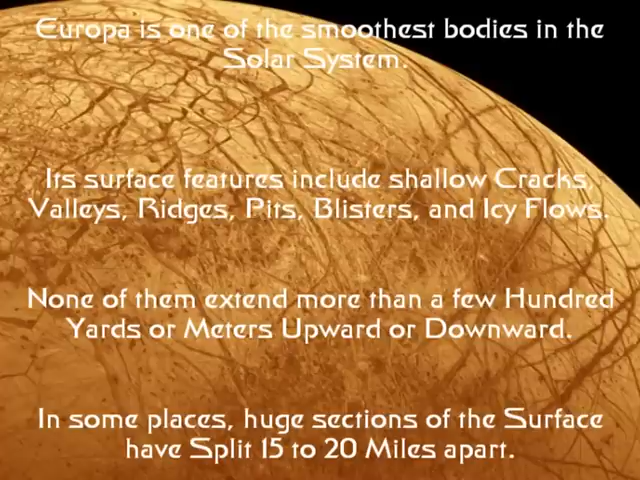 Europa is one of the smoothest bodies in the
Solar System.
Its surface features include shallow Cracks,
Valleys, Ridges, Pits, Blisters, and Icy Flows.
None of them extend more than a few Hundred
Yards or Meters Upward or Downward.
In some places, huge sections of the Surface
have Split 15 to 20 Miles apart.